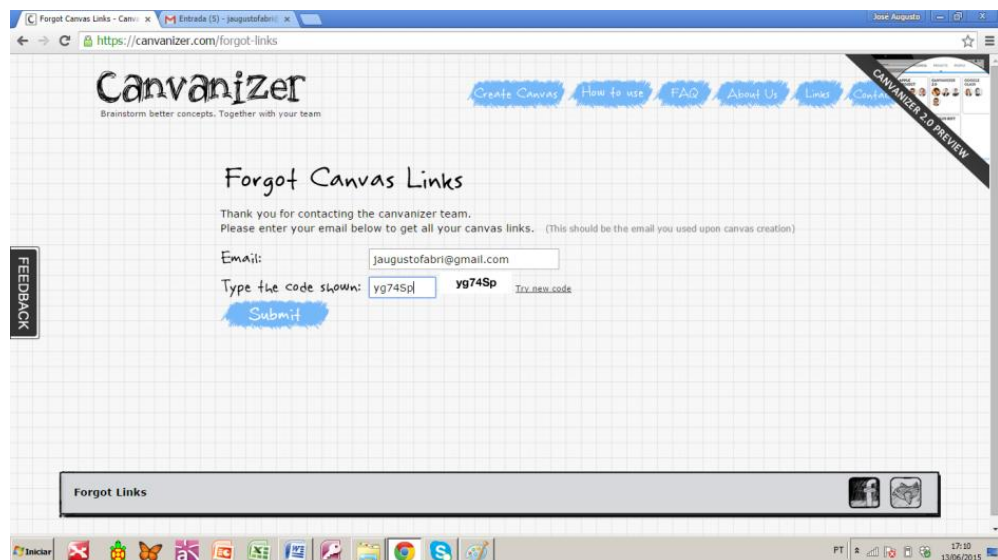 Forgot Canvas Links - Canv
Entrada (5) - jaugustofabri
Jose Augusto
https://canvanizer.com/forgot-links
Canvanizer
Brainstorm better concepts. Together with your team
Create Canvas
How to use
FAQ
About Us
Links
CANVANIZER 2.0 PREVIEW
Forgot Canvas Links
Thank you for contacting the canvanizer team.
Please enter your email below to get all your canvas links. (This should be the email you used upon canvas creation)
Email: jaugustofabri@gmail.com
Type the code shown: yg74Sp yg74Sp Try new code
Submit
FEEDBACK
Forgot Links
Iniciar
PT
17:10
13/06/2015